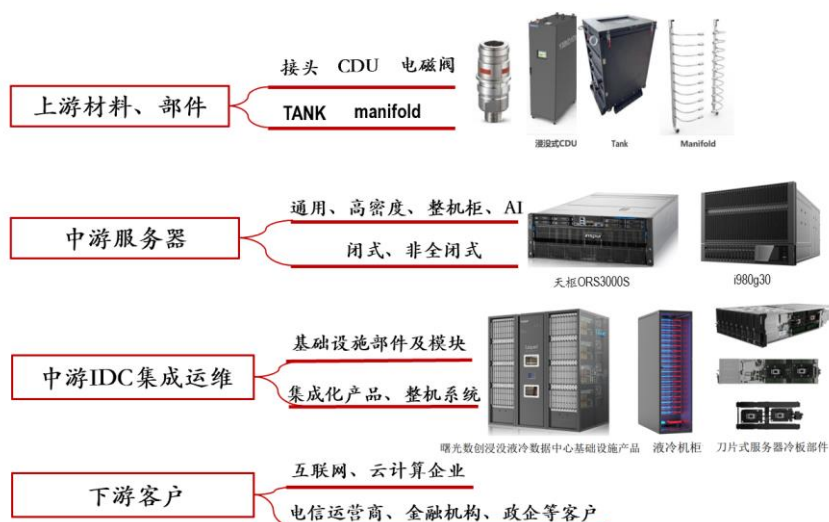 接头 CDU 电磁阀
上游材料、部件
TANK manifold
浸没式CDU Tank Manifold
通用、高密度、整机柜、AI
中游服务器
闭式、非全闭式
天枢ORS3000S i980g30
基础设施部件及模块
中游IDC集成运维
集成化产品、整机系统
曙光数创浸没液冷数据中心基础设施产品 液冷机柜 刀片式服务器冷板部件
互联网、云计算企业
下游客户
电信运营商、金融机构、政企等客户